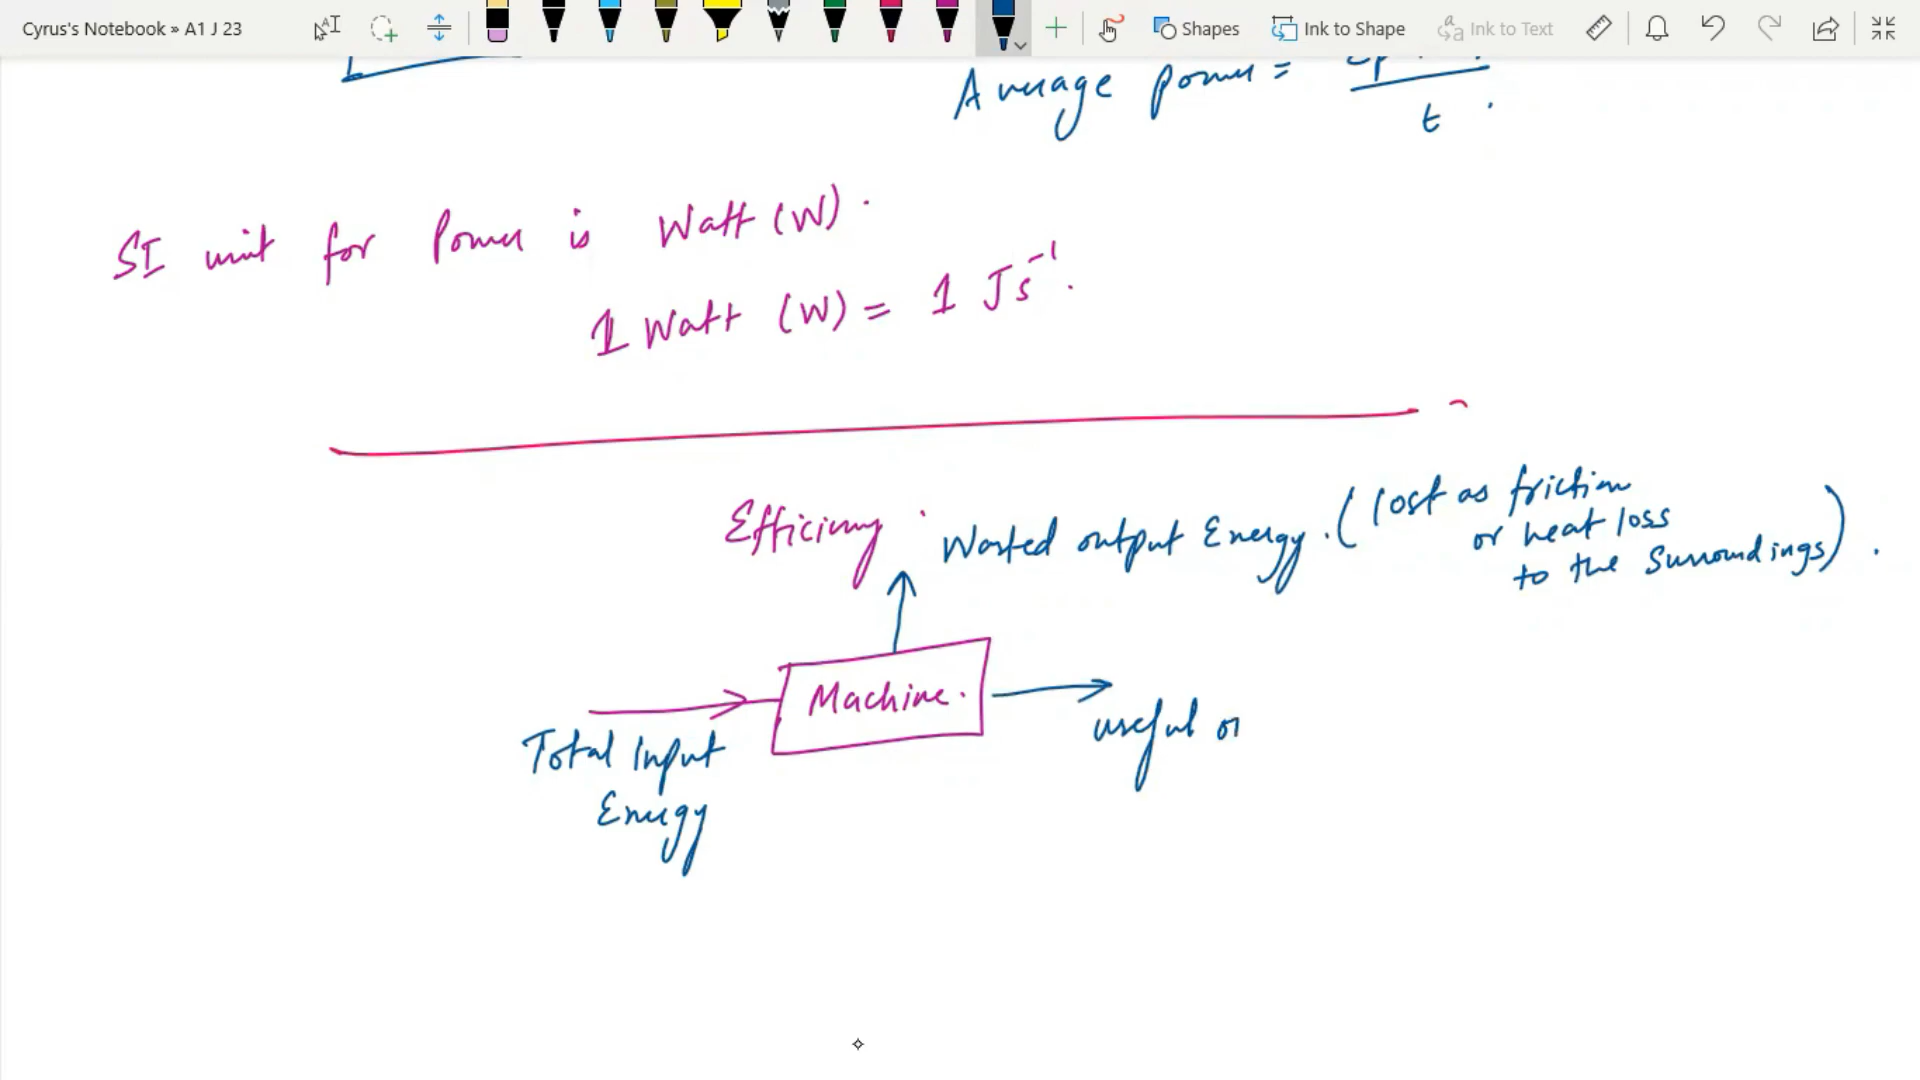 Cyrus's Notebook » A1 J 23
Shapes
Ink to Shape
Ink to Text
Average power =
t
SI unit for Power is Watt (W).
1 Watt (W) = 1 Js⁻¹.
Efficiency
Wasted output Energy. (lost as friction
or heat loss
to the surroundings).
Machine.
Total Input
Energy
useful